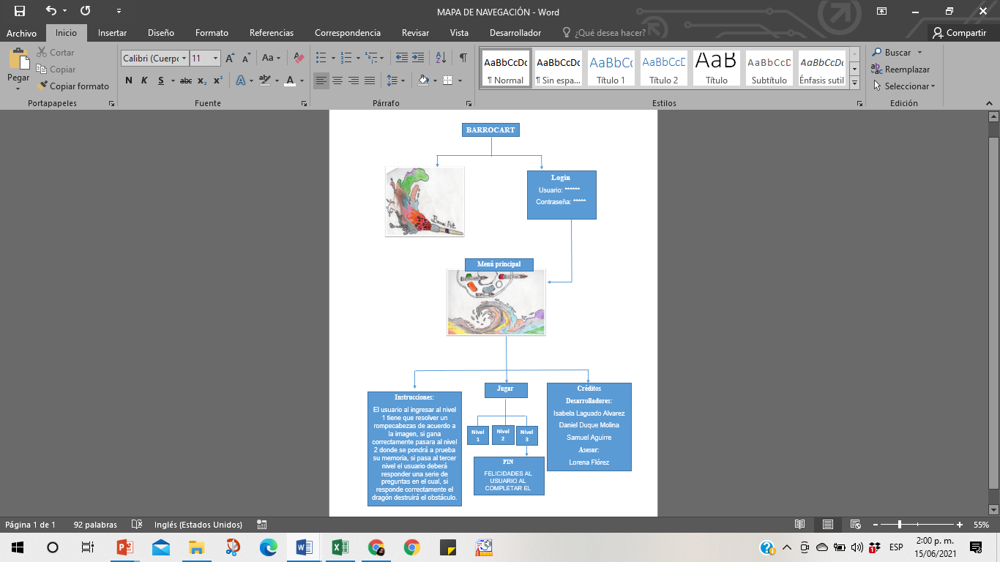 MAPA DE NAVEGACIÓN - Word
Archivo Inicio Insertar Diseño Formato Referencias Correspondencia Revisar Vista Desarrollador ¿Qué desea hacer? Compartir
Pegar
Cortar
Copiar
Copiar formato
Calibri (Cuerpo 11
Aa
N K S abc x₂ x² A ab A
AaBbCcDc AaBbCcDc AaBbCc AaBbCcD AaB AaBbCcD AaBbCcDc
¶ Normal ¶ Sin espa... Título 1 Título 2 Título Subtítulo Énfasis sutil
Buscar
Reemplazar
Seleccionar
Portapapeles Fuente Párrafo Estilos Edición
BARROCART
Login
Usuario: ******
Contraseña: *****
Menú principal
Instrucciones:
El usuario al ingresar al nivel
1 tiene que resolver un
rompecabezas de acuerdo a
la imagen, si gana
correctamente pasara al nivel
2 donde se pondrá a prueba
su memoria, si pasa al tercer
nivel el usuario deberá
responder una serie de
preguntas en el cual, si
responde correctamente el
dragón destruirá el obstáculo.
Jugar
Nivel
1
Nivel
2
Nivel
3
FIN
FELICIDADES AL
USUARIO AL
COMPLETAR EL
Créditos
Desarrolladores:
Isabela Laguado Alvarez
Daniel Duque Molina
Samuel Aguirre
Asesor:
Lorena Flórez
Página 1 de 1 92 palabras Inglés (Estados Unidos) 55%
ESP
2:00 p. m.
15/06/2021